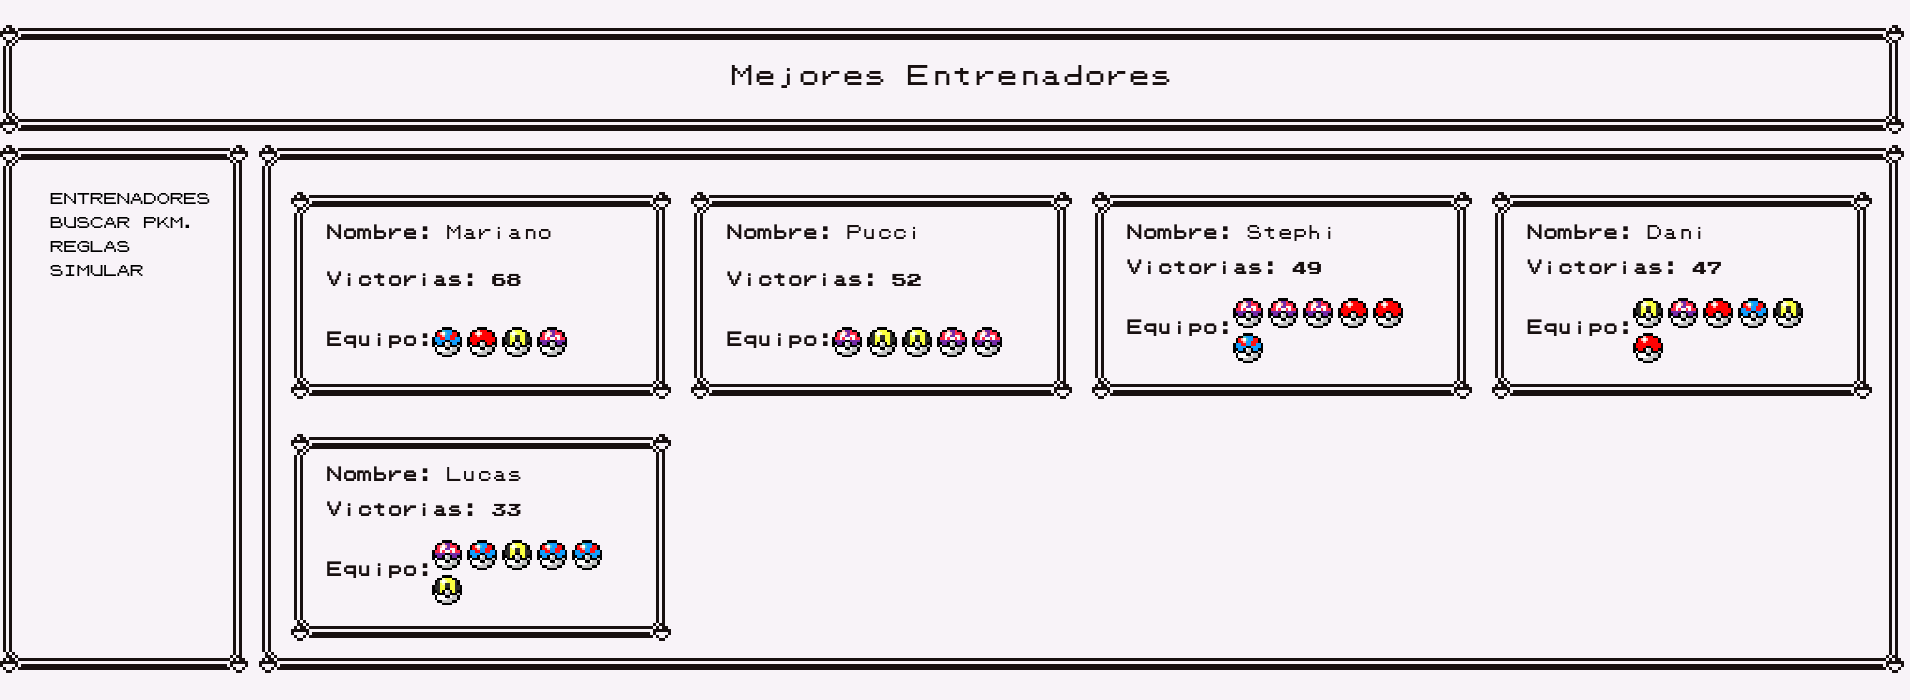 Mejores Entrenadores
ENTRENADORES
BUSCAR PKM.
REGLAS
SIMULAR
Nombre: Mariano
Victorias: 68
Equipo:
Nombre: Pucci
Victorias: 52
Equipo:
Nombre: Stephi
Victorias: 49
Equipo:
Nombre: Dani
Victorias: 47
Equipo:
Nombre: Lucas
Victorias: 33
Equipo: